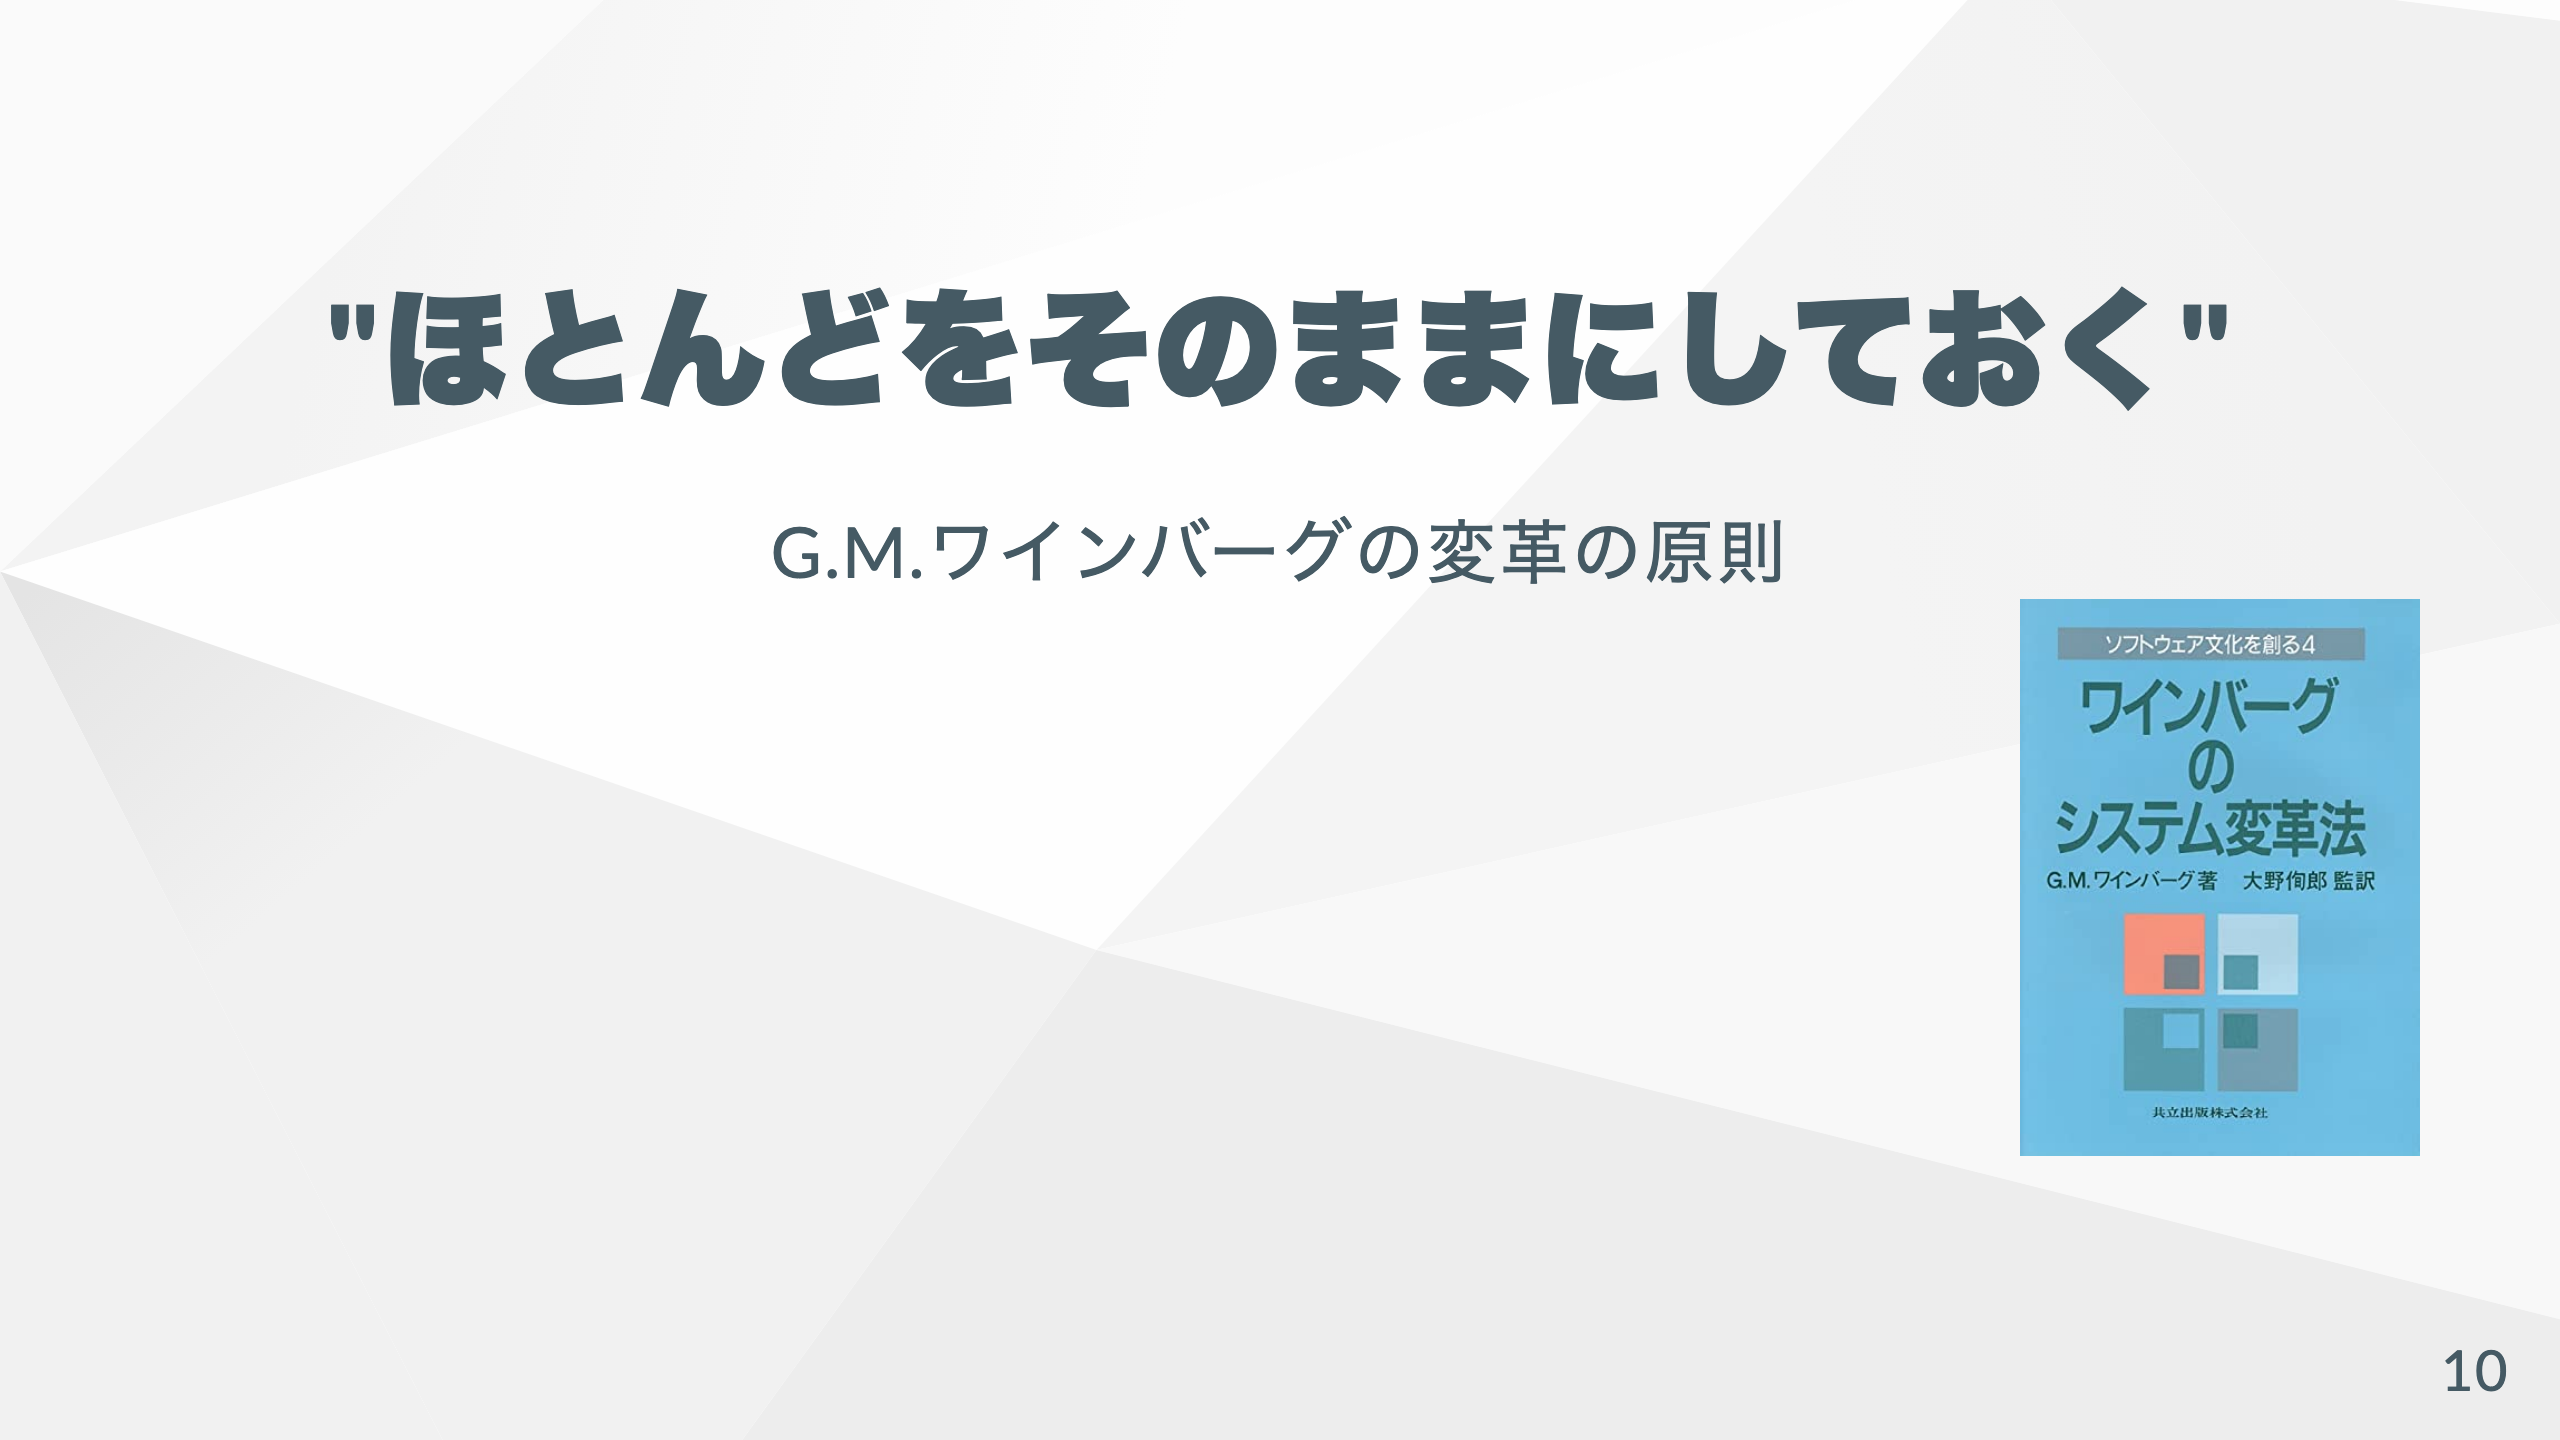 "ほとんどをそのままにしておく"
G.M.ワインバーグの変革の原則
ソフトウェア文化を創る4
ワインバーグ
の
システム変革法
G.M.ワインバーグ著 大野侚郎 監訳
共立出版株式会社
10